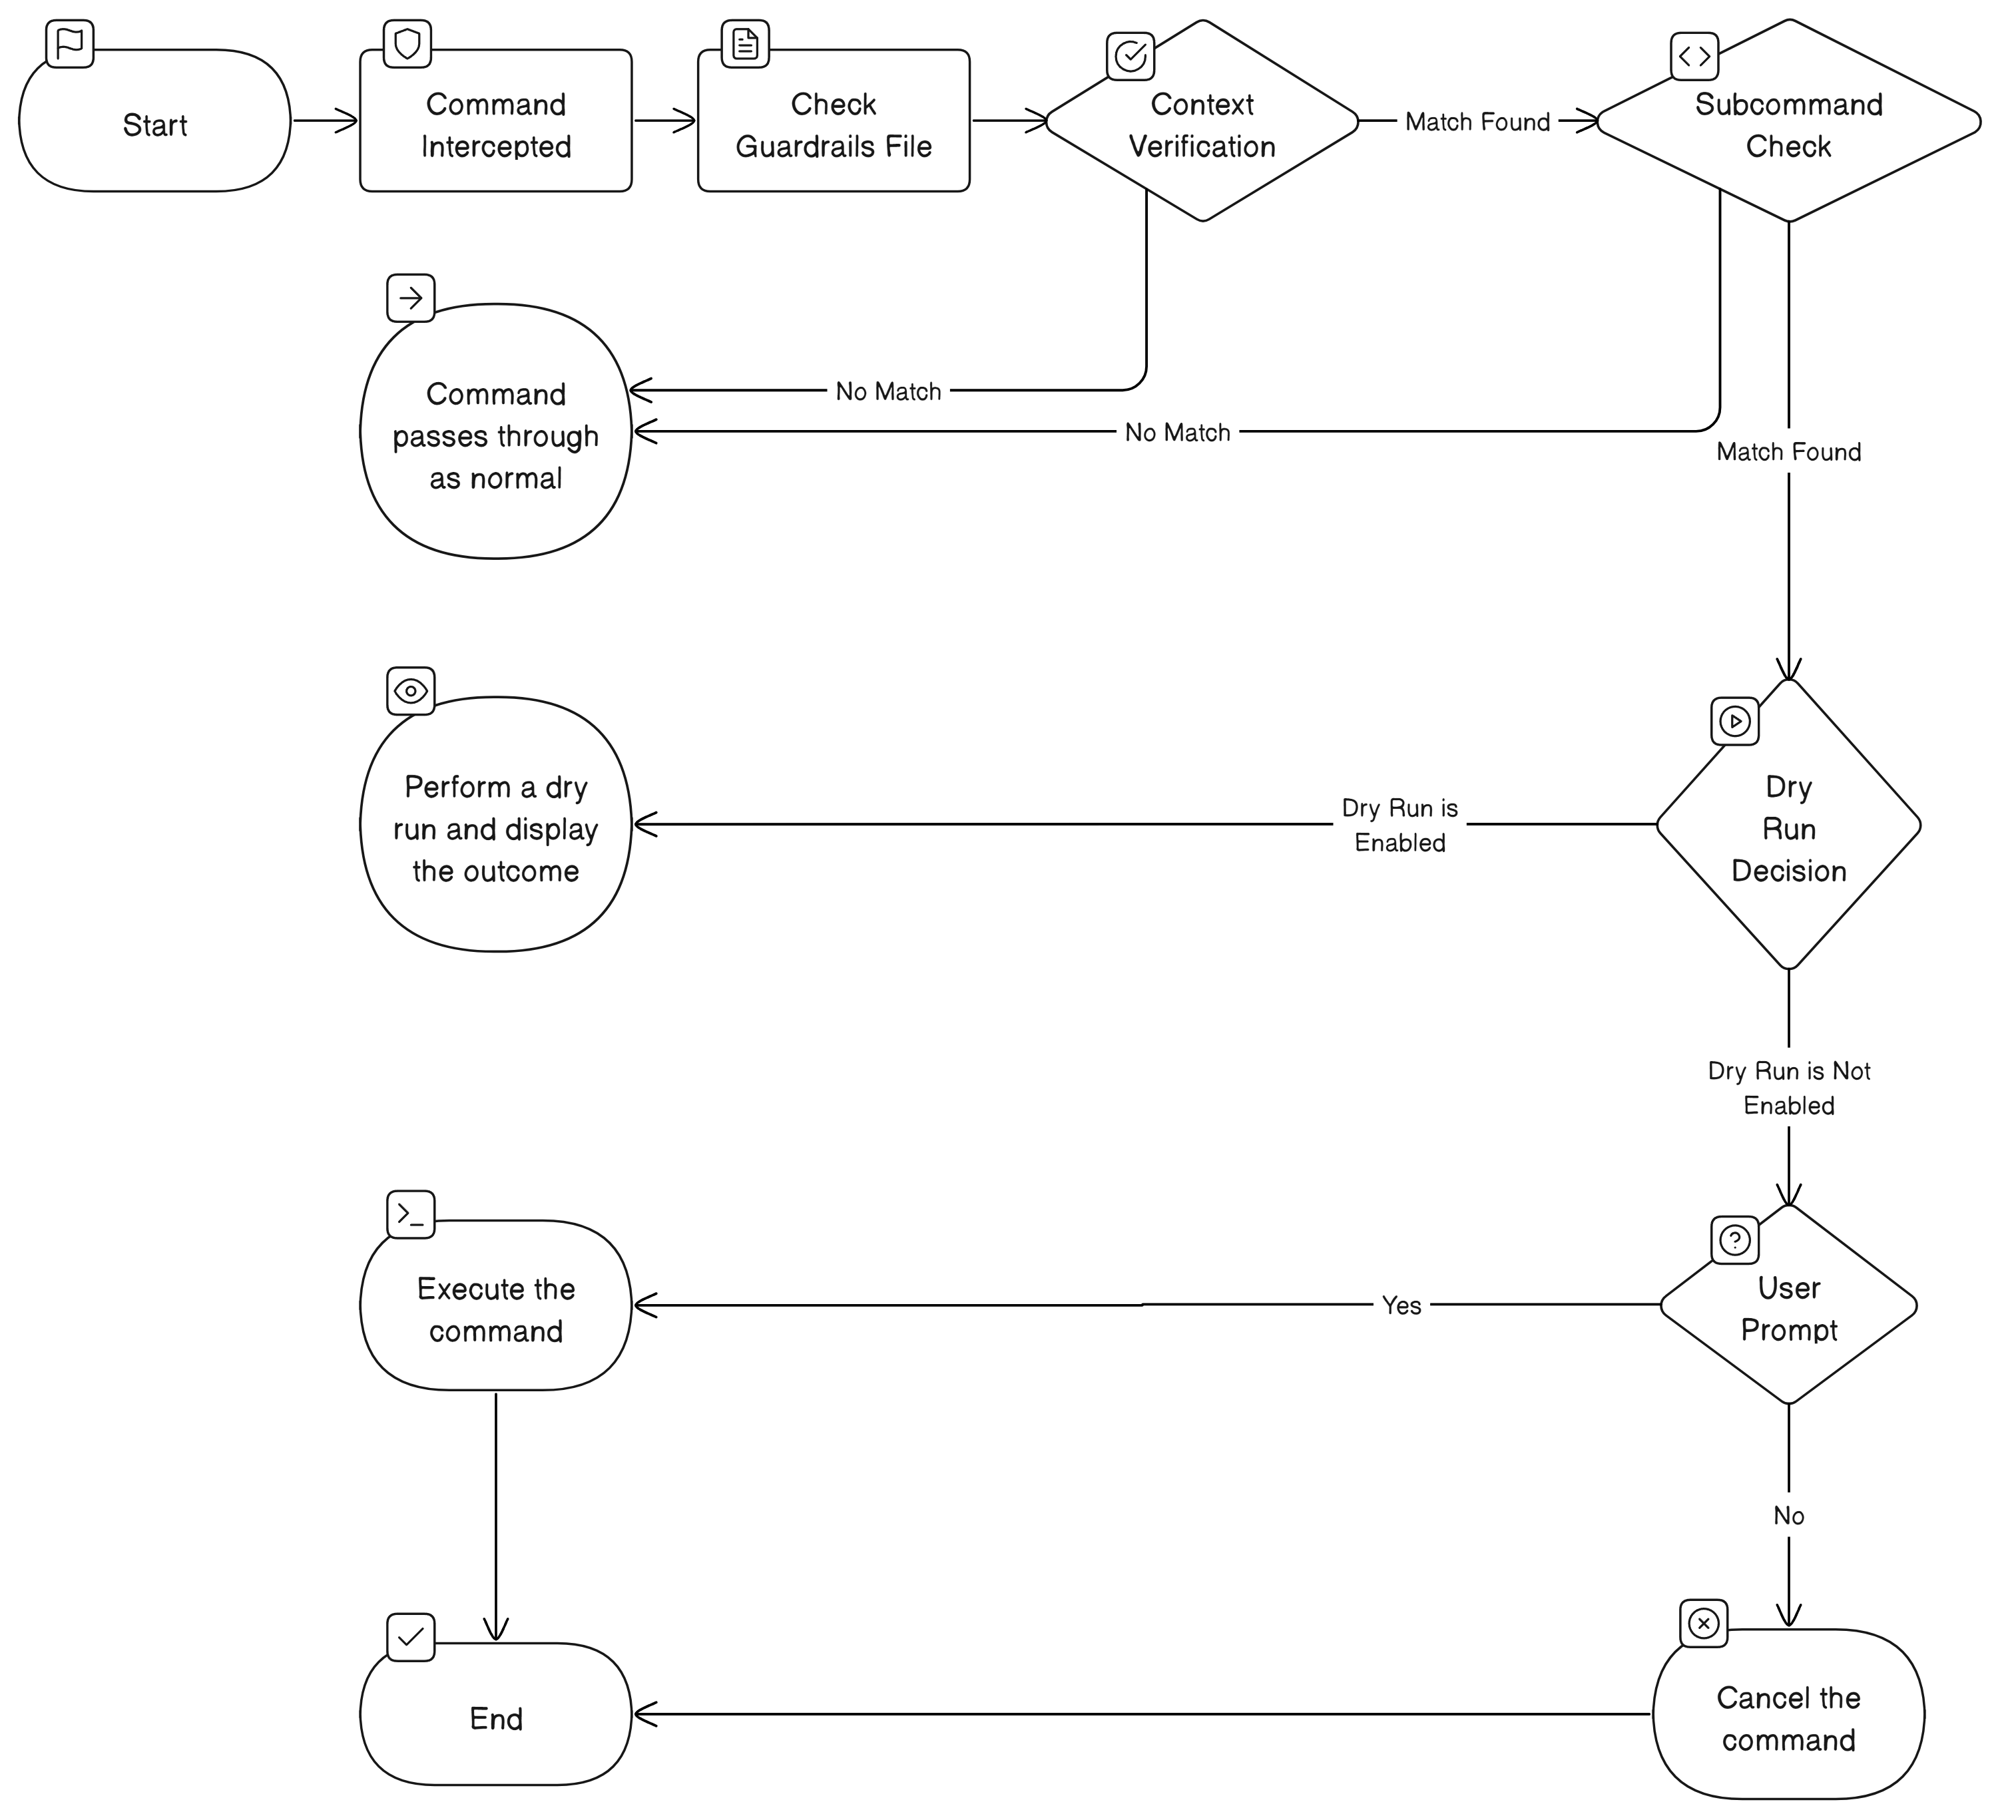 Start
Command
Intercepted
Check
Guardrails File
Context
Verification
Match Found
Subcommand
Check
Command
passes through
as normal
No Match
No Match
Match Found
Perform a dry
run and display
the outcome
Dry Run is
Enabled
Dry
Run
Decision
Dry Run is Not
Enabled
Execute the
command
Yes
User
Prompt
No
End
Cancel the
command